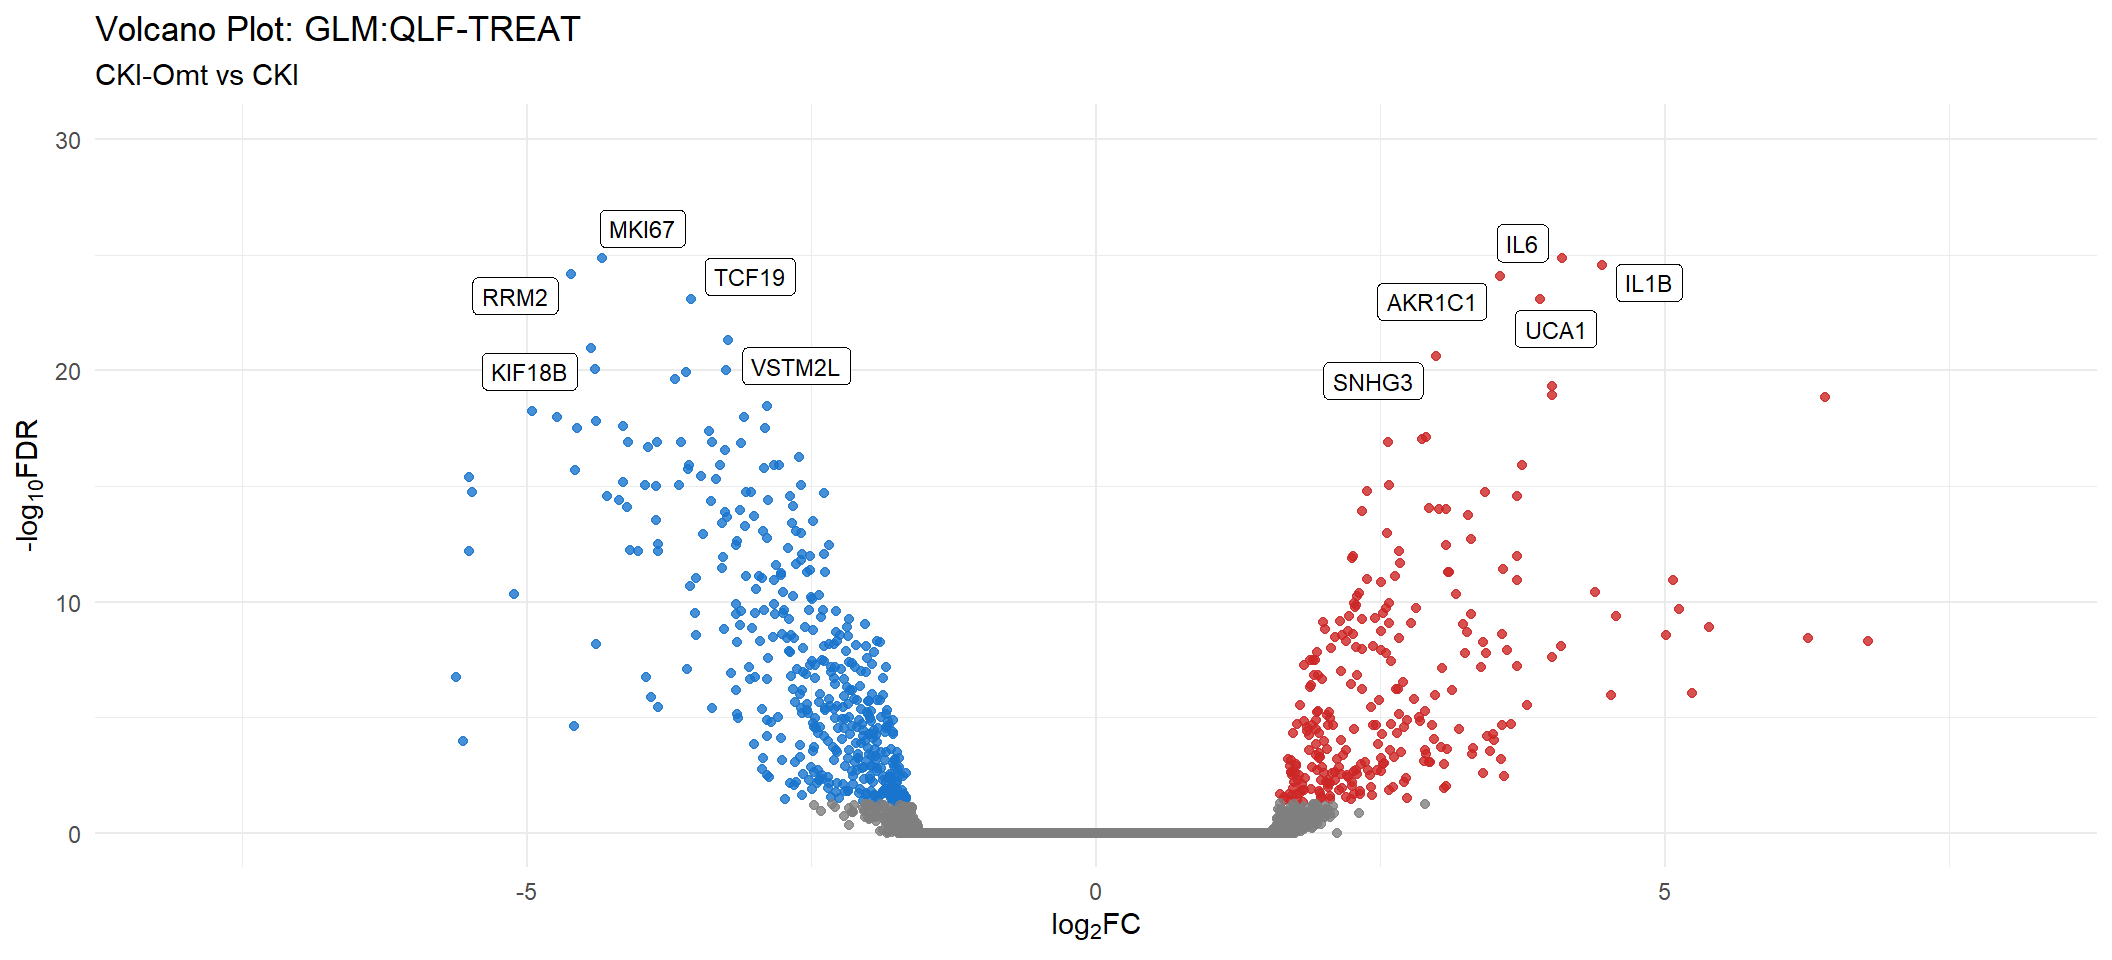 Volcano Plot: GLM:QLF-TREAT
CKI-Omt vs CKI
30
20
10
0
-log10FDR
MKI67
RRM2
TCF19
KIF18B
VSTM2L
IL6
IL1B
AKR1C1
UCA1
SNHG3
-5
0
5
log2FC